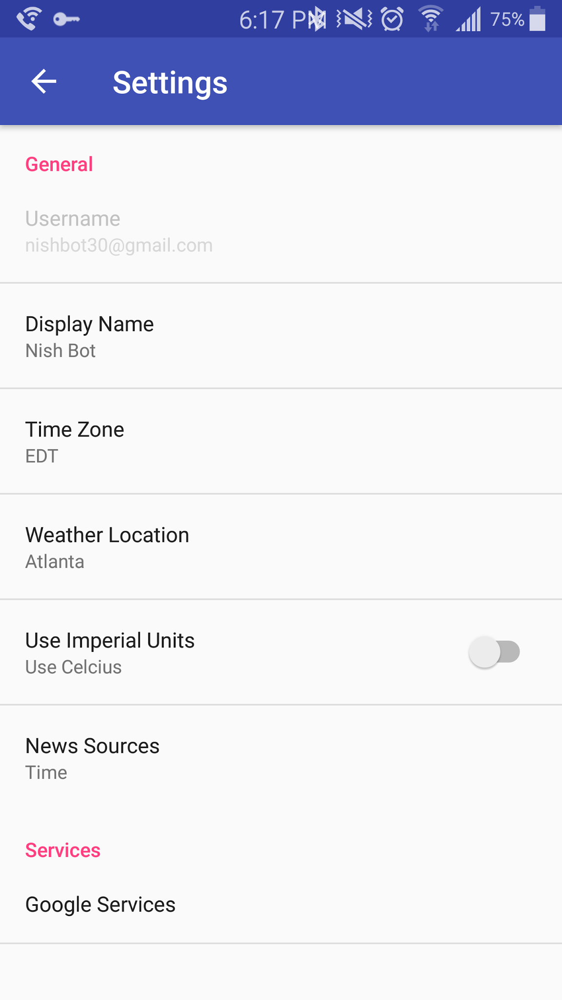 6:17 PM 75%
Settings
General
Username
nishbot30@gmail.com
Display Name
Nish Bot
Time Zone
EDT
Weather Location
Atlanta
Use Imperial Units
Use Celcius
News Sources
Time
Services
Google Services